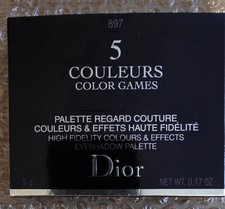 897
5
COULEURS
COLOR GAMES
PALETTE REGARD COUTURE
COULEURS & EFFETS HAUTE FIDÉLITÉ
HIGH FIDELITY COLOURS & EFFECTS
EYESHADOW PALETTE
Dior
NET WT. 0.17 OZ